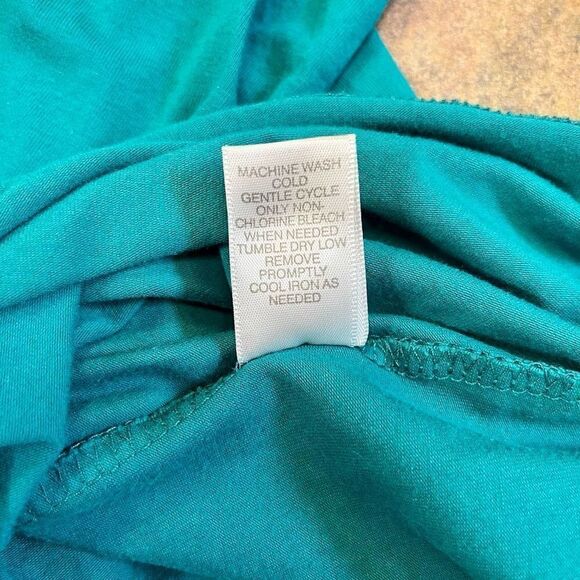 MACHINE WASH
COLD
GENTLE CYCLE
ONLY NON-
CHLORINE BLEACH
WHEN NEEDED
TUMBLE DRY LOW
REMOVE
PROMPTLY
COOL IRON AS
NEEDED